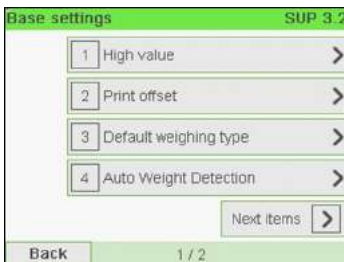 Base settings SUP 3.2
1 High value
2 Print offset
3 Default weighing type
4 Auto Weight Detection
Next items
Back 1 / 2